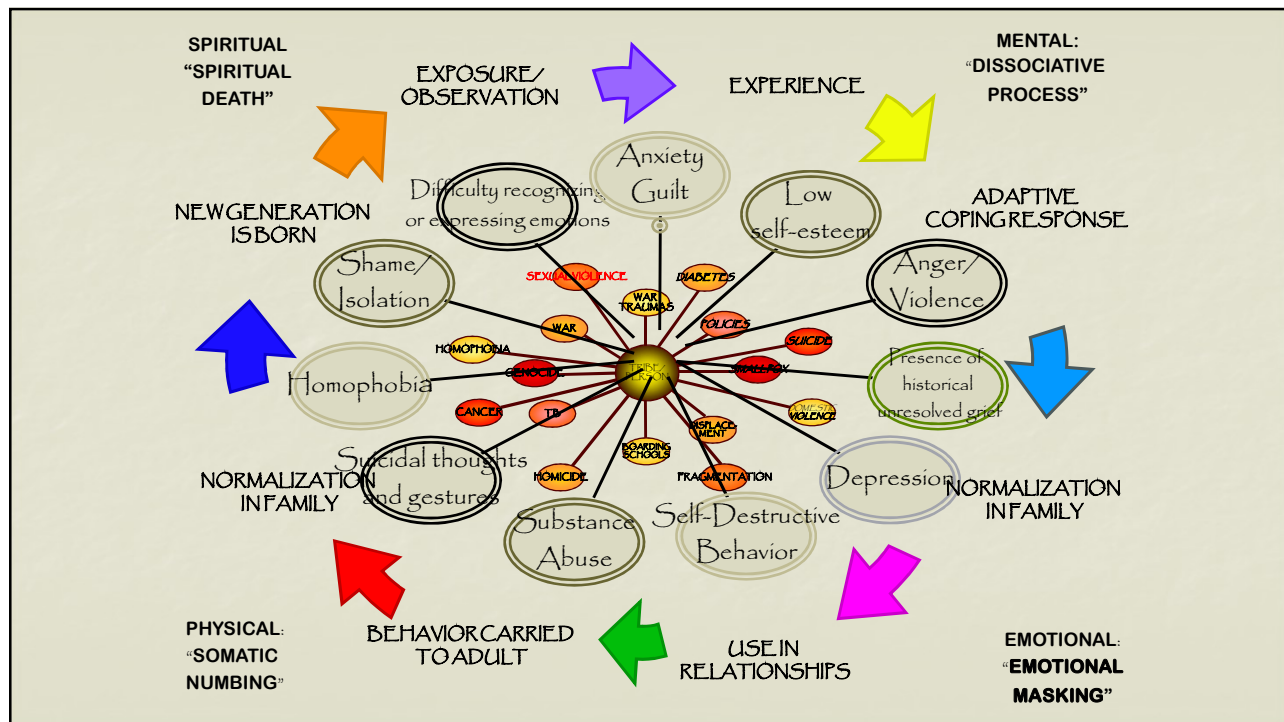 SPIRITUAL
“SPIRITUAL
DEATH”
EXPOSURE/
OBSERVATION
EXPERIENCE
MENTAL:
“DISSOCIATIVE
PROCESS”
NEW GENERATION
IS BORN
ADAPTIVE
COPING RESPONSE
Difficulty recognizing
or expressing emotions
Anxiety
Guilt
Low
self-esteem
Shame/
Isolation
Anger/
Violence
Homophobia
Presence of
historical
unresolved grief
Suicidal thoughts
and gestures
Depression
Substance
Abuse
Self-Destructive
Behavior
SEXUAL VIOLENCE
WAR
TRAUMAS
DIABETES
WAR
POLICIES
HOMOPHOBIA
SUICIDE
GENOCIDE
TRIBE/
PERSON
SMALLPOX
CANCER
TB
DOMESTIC
VIOLENCE
BOARDING
SCHOOLS
DISPLACE-
MENT
HOMICIDE
FRAGMENTATION
NORMALIZATION
IN FAMILY
NORMALIZATION
IN FAMILY
BEHAVIOR CARRIED
TO ADULT
USE IN
RELATIONSHIPS
PHYSICAL:
“SOMATIC
NUMBING”
EMOTIONAL:
“EMOTIONAL
MASKING”